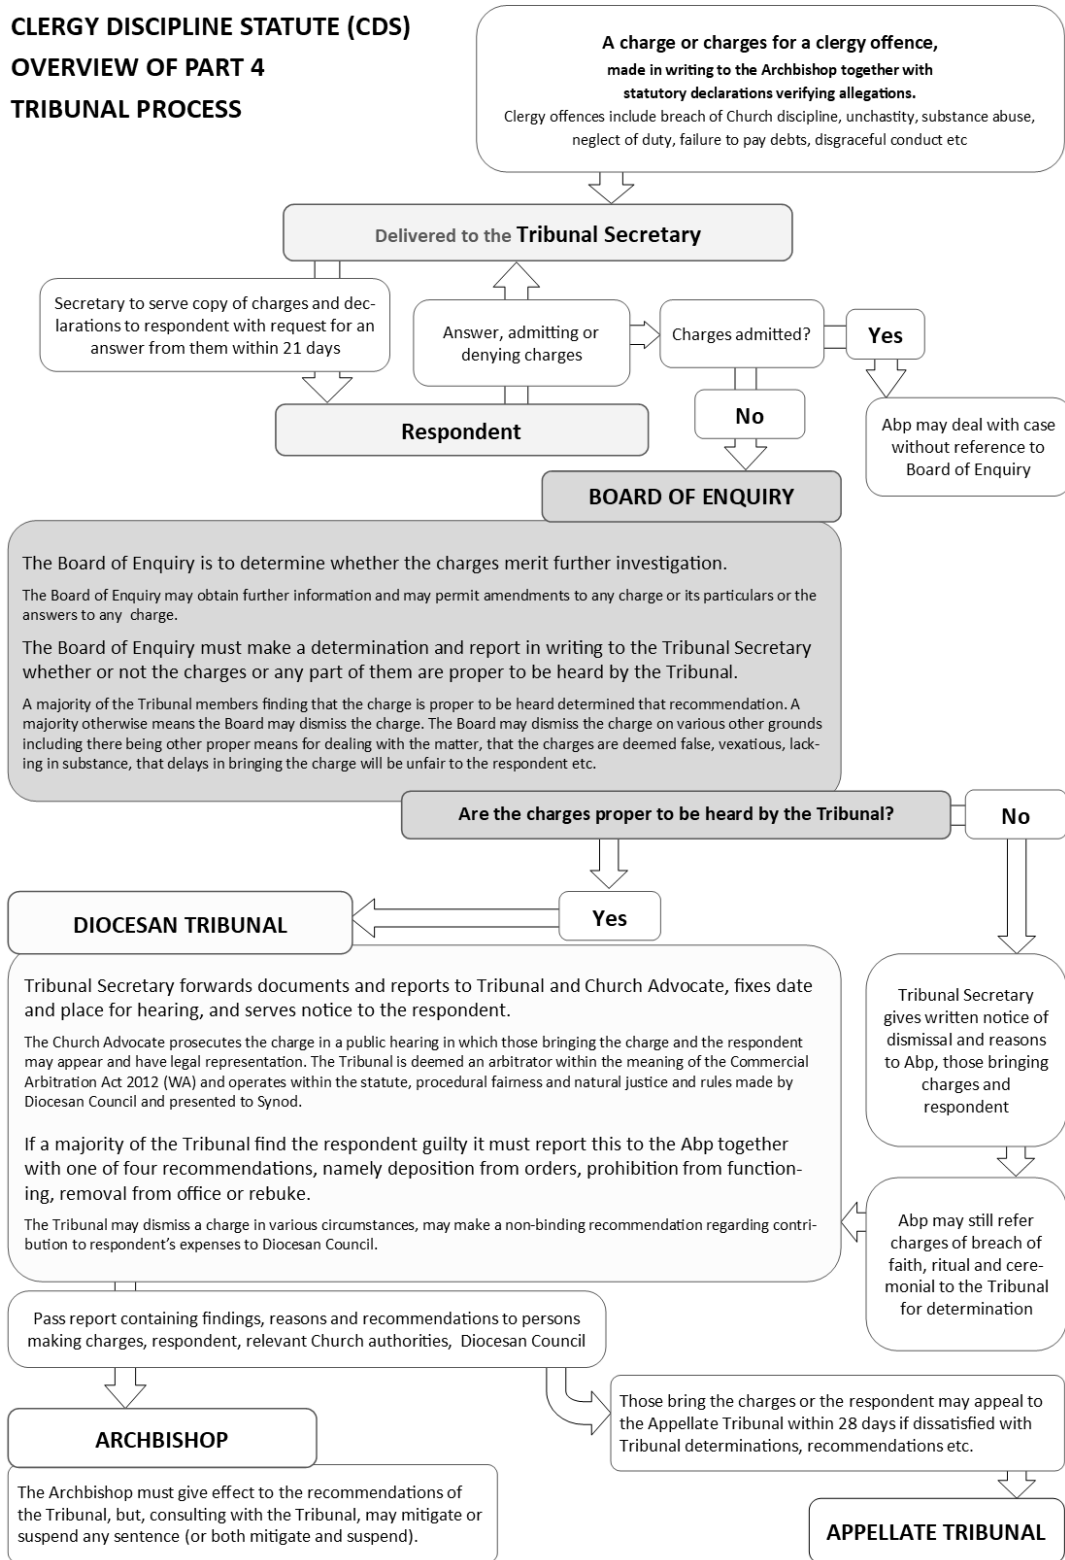 CLERGY DISCIPLINE STATUTE (CDS)
OVERVIEW OF PART 4
TRIBUNAL PROCESS
A charge or charges for a clergy offence,
made in writing to the Archbishop together with
statutory declarations verifying allegations.
Clergy offences include breach of Church discipline, unchastity, substance abuse,
neglect of duty, failure to pay debts, disgraceful conduct etc
Delivered to the Tribunal Secretary
Secretary to serve copy of charges and dec-
larations to respondent with request for an
answer from them within 21 days
Answer, admitting or
denying charges
Charges admitted?
Yes
No
Abp may deal with case
without reference to
Board of Enquiry
Respondent
BOARD OF ENQUIRY
The Board of Enquiry is to determine whether the charges merit further investigation.
The Board of Enquiry may obtain further information and may permit amendments to any charge or its particulars or the
answers to any charge.
The Board of Enquiry must make a determination and report in writing to the Tribunal Secretary
whether or not the charges or any part of them are proper to be heard by the Tribunal.
A majority of the Tribunal members finding that the charge is proper to be heard determined that recommendation. A
majority otherwise means the Board may dismiss the charge. The Board may dismiss the charge on various other grounds
including there being other proper means for dealing with the matter, that the charges are deemed false, vexatious, lack-
ing in substance, that delays in bringing the charge will be unfair to the respondent etc.
Are the charges proper to be heard by the Tribunal?
No
Yes
DIOCESAN TRIBUNAL
Tribunal Secretary forwards documents and reports to Tribunal and Church Advocate, fixes date
and place for hearing, and serves notice to the respondent.
The Church Advocate prosecutes the charge in a public hearing in which those bringing the charge and the respondent
may appear and have legal representation. The Tribunal is deemed an arbitrator within the meaning of the Commercial
Arbitration Act 2012 (WA) and operates within the statute, procedural fairness and natural justice and rules made by
Diocesan Council and presented to Synod.
If a majority of the Tribunal find the respondent guilty it must report this to the Abp together
with one of four recommendations, namely deposition from orders, prohibition from function-
ing, removal from office or rebuke.
The Tribunal may dismiss a charge in various circumstances, may make a non-binding recommendation regarding contri-
bution to respondent's expenses to Diocesan Council.
Tribunal Secretary
gives written notice of
dismissal and reasons
to Abp, those bringing
charges and
respondent
Abp may still refer
charges of breach of
faith, ritual and cere-
monial to the Tribunal
for determination
Pass report containing findings, reasons and recommendations to persons
making charges, respondent, relevant Church authorities, Diocesan Council
Those bring the charges or the respondent may appeal to
the Appellate Tribunal within 28 days if dissatisfied with
Tribunal determinations, recommendations etc.
ARCHBISHOP
The Archbishop must give effect to the recommendations of
the Tribunal, but, consulting with the Tribunal, may mitigate or
suspend any sentence (or both mitigate and suspend).
APPELLATE TRIBUNAL